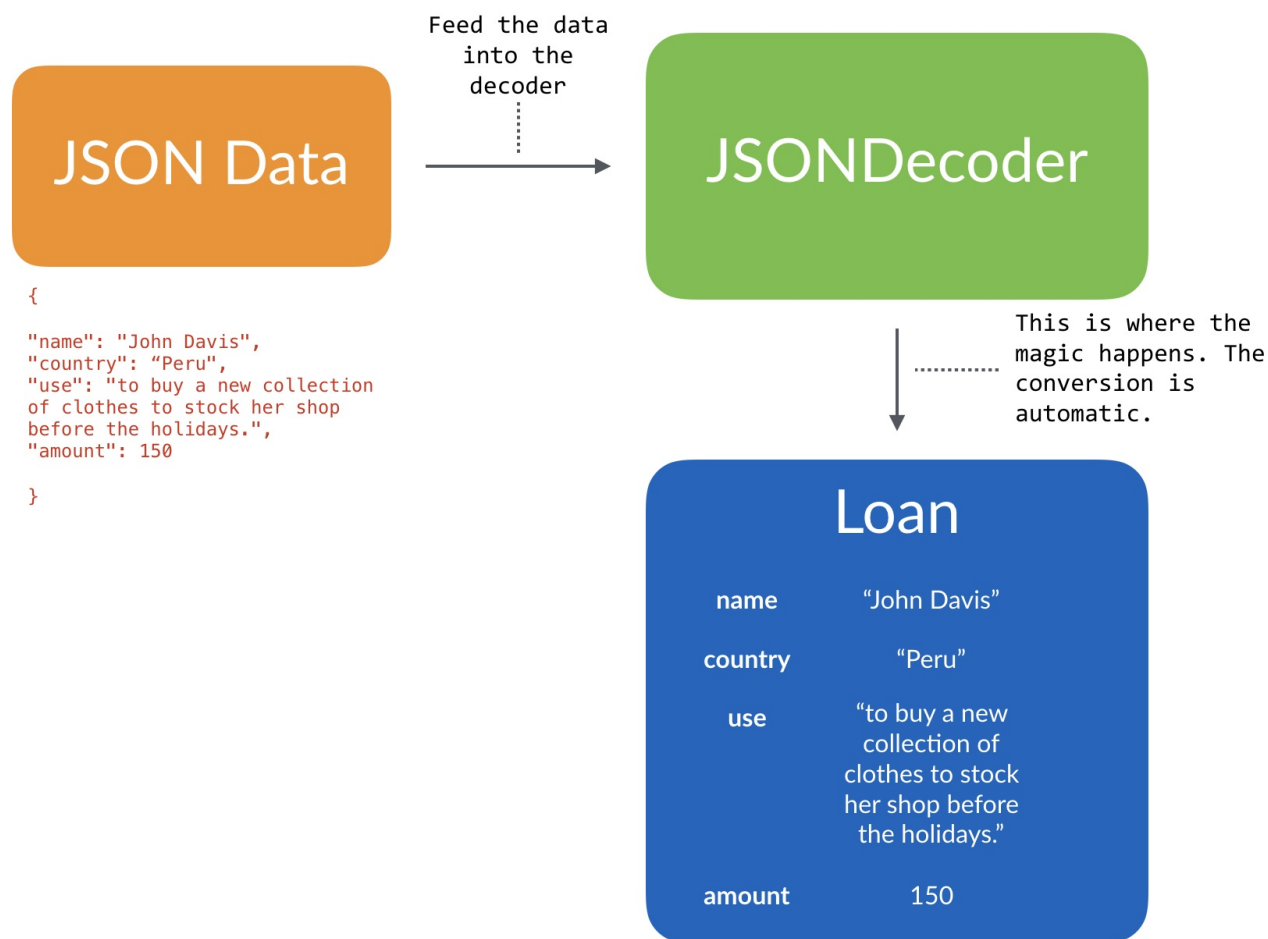 Feed the data
into the
decoder
JSON Data
JSONDecoder
{
"name": "John Davis",
"country": “Peru",
"use": "to buy a new collection
of clothes to stock her shop
before the holidays.",
"amount": 150
}
This is where the
magic happens. The
conversion is
automatic.
Loan
name “John Davis”
country “Peru”
use “to buy a new
collection of
clothes to stock
her shop before
the holidays.”
amount 150